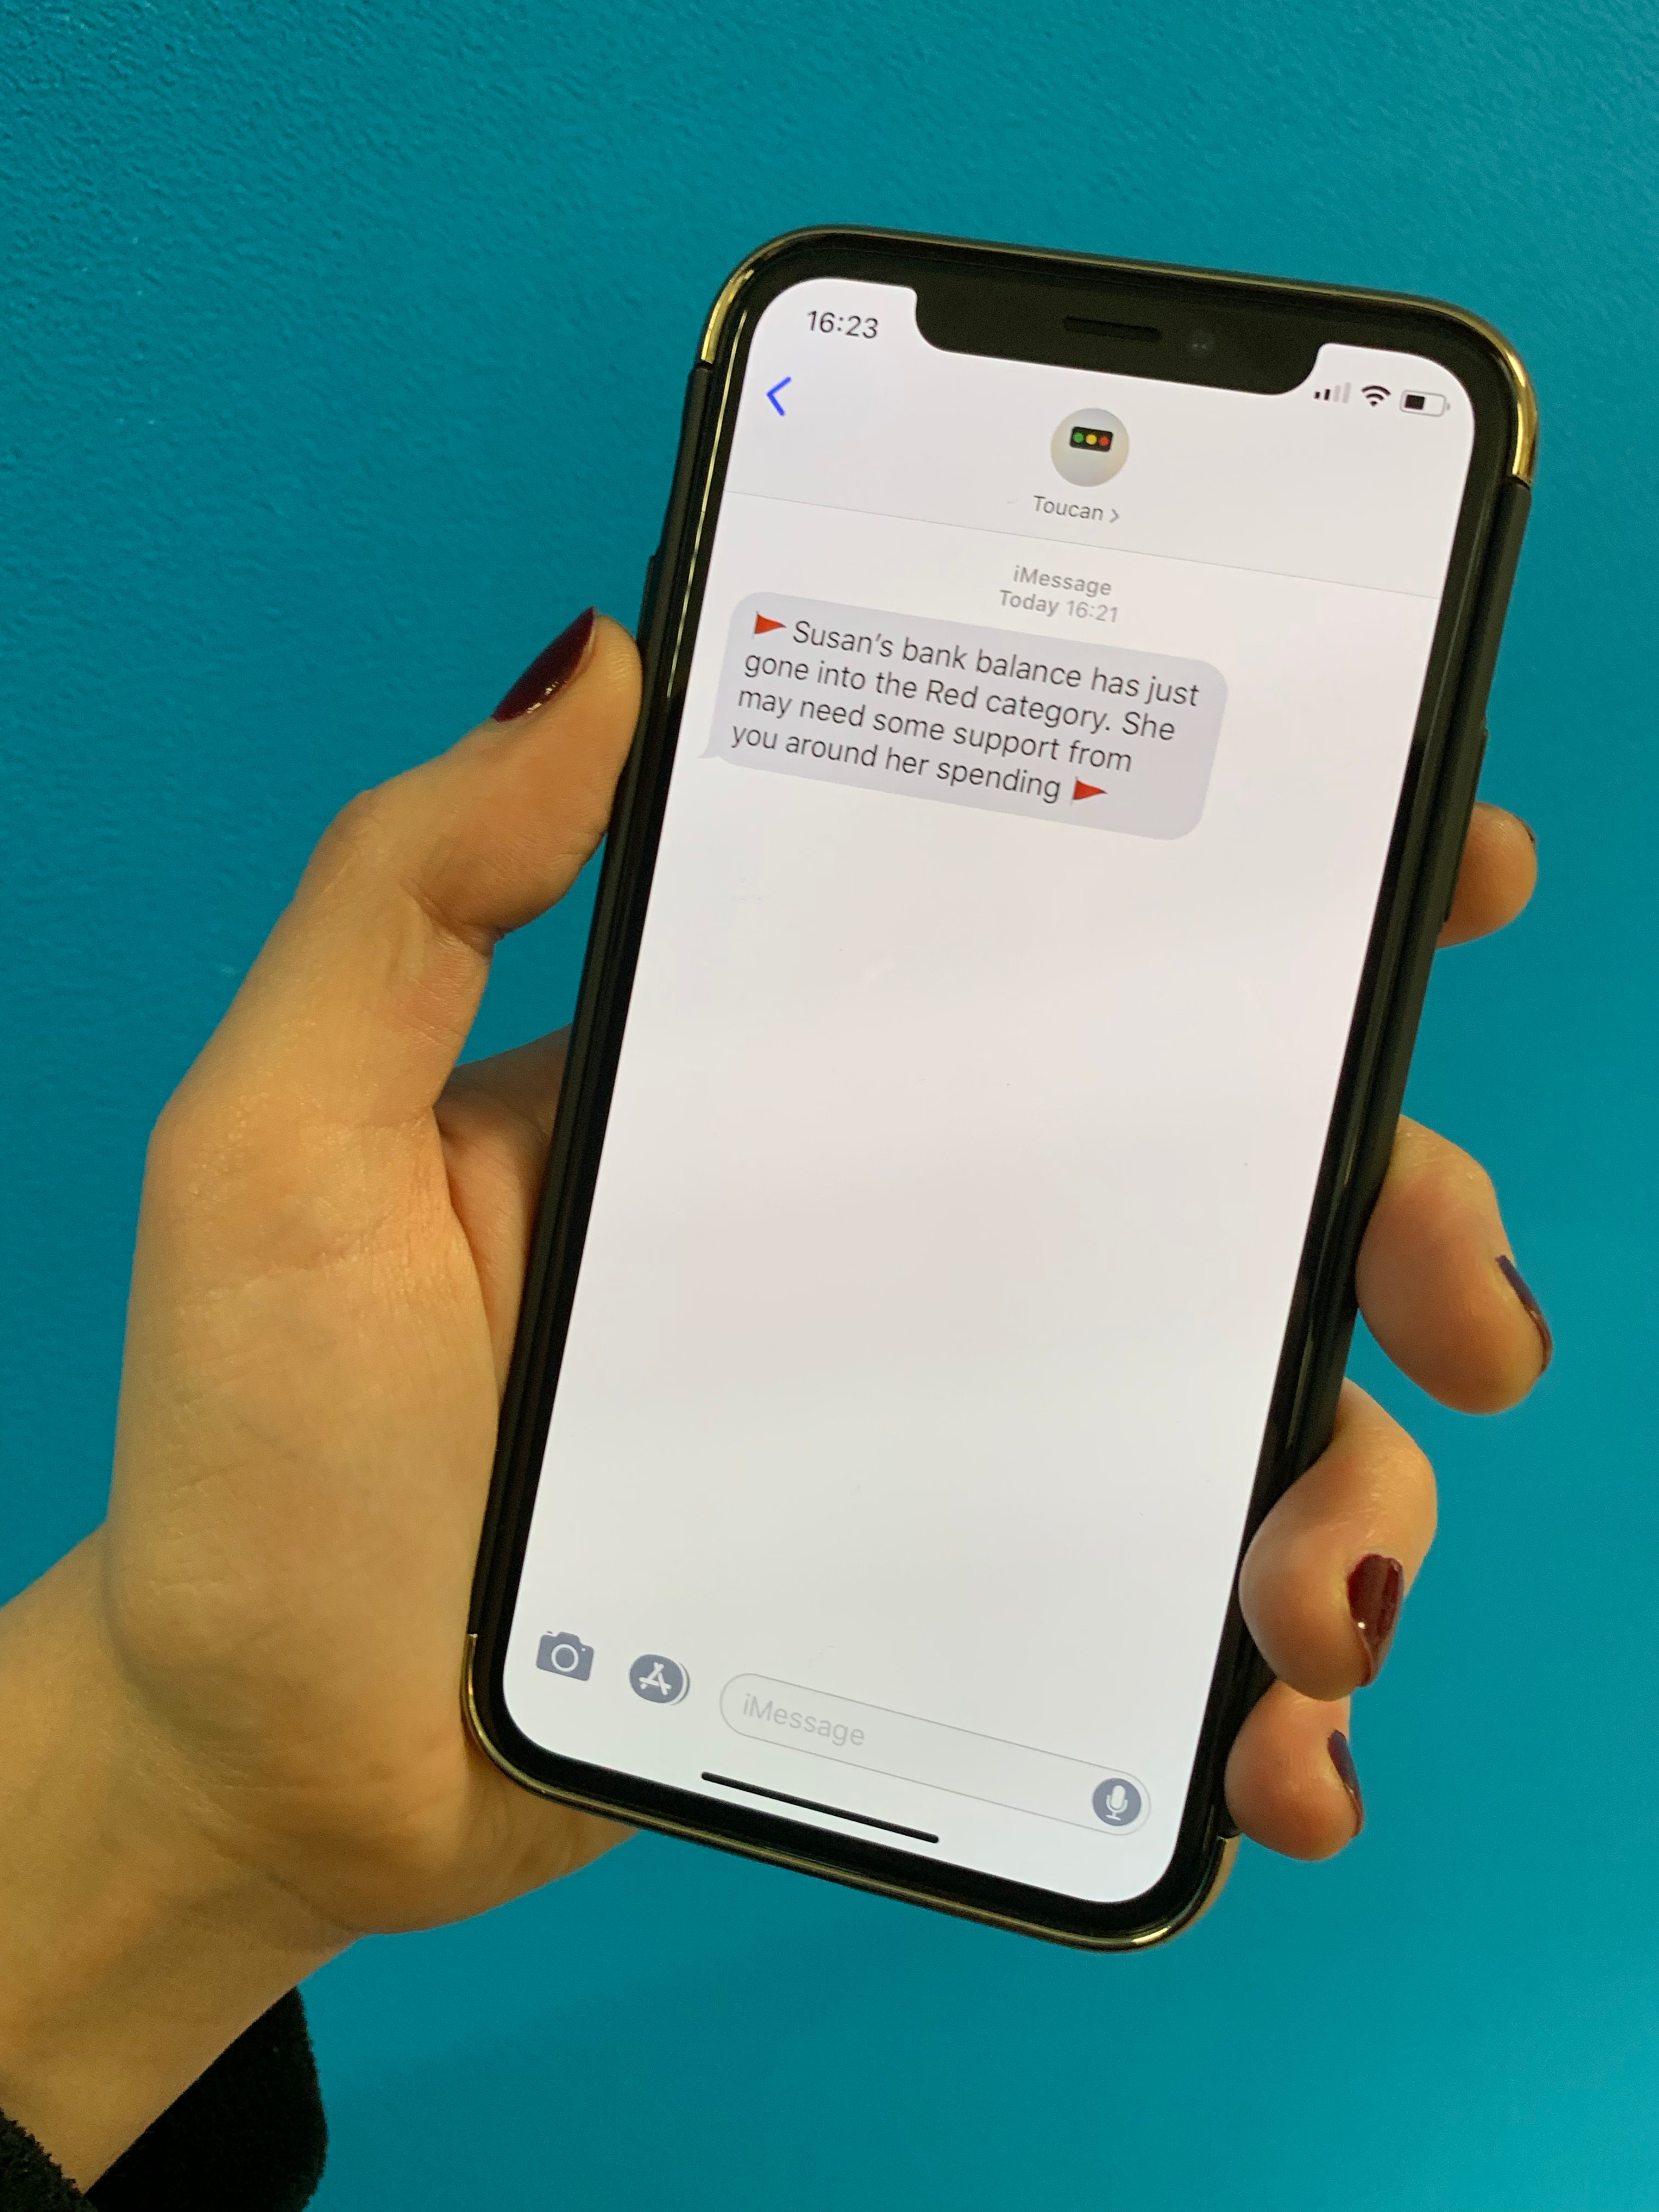 16:23
Toucan >
iMessage
Today 16:21
🚩 Susan's bank balance has just
gone into the Red category. She
may need some support from
you around her spending 🚩
iMessage